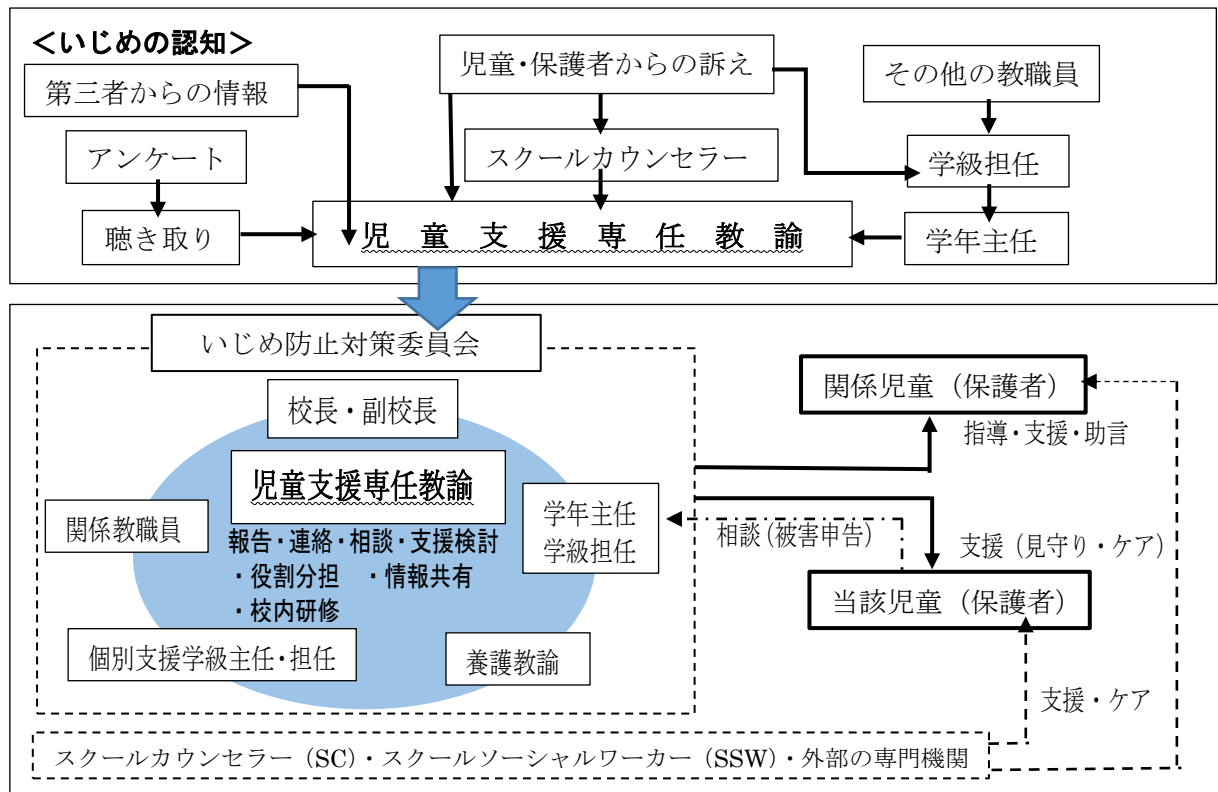 ＜いじめの認知＞
児童・保護者からの訴え
その他の教職員
第三者からの情報
アンケート
スクールカウンセラー
学級担任
聴き取り
児童支援専任教諭
学年主任
いじめ防止対策委員会
校長・副校長
児童支援専任教諭
関係教職員
学年主任
学級担任
報告・連絡・相談・支援検討
・役割分担　・情報共有
・校内研修
個別支援学級主任・担任
養護教諭
関係児童（保護者）
指導・支援・助言
相談（被害申告）
支援（見守り・ケア）
当該児童（保護者）
支援・ケア
スクールカウンセラー（SC）・スクールソーシャルワーカー（SSW）・外部の専門機関